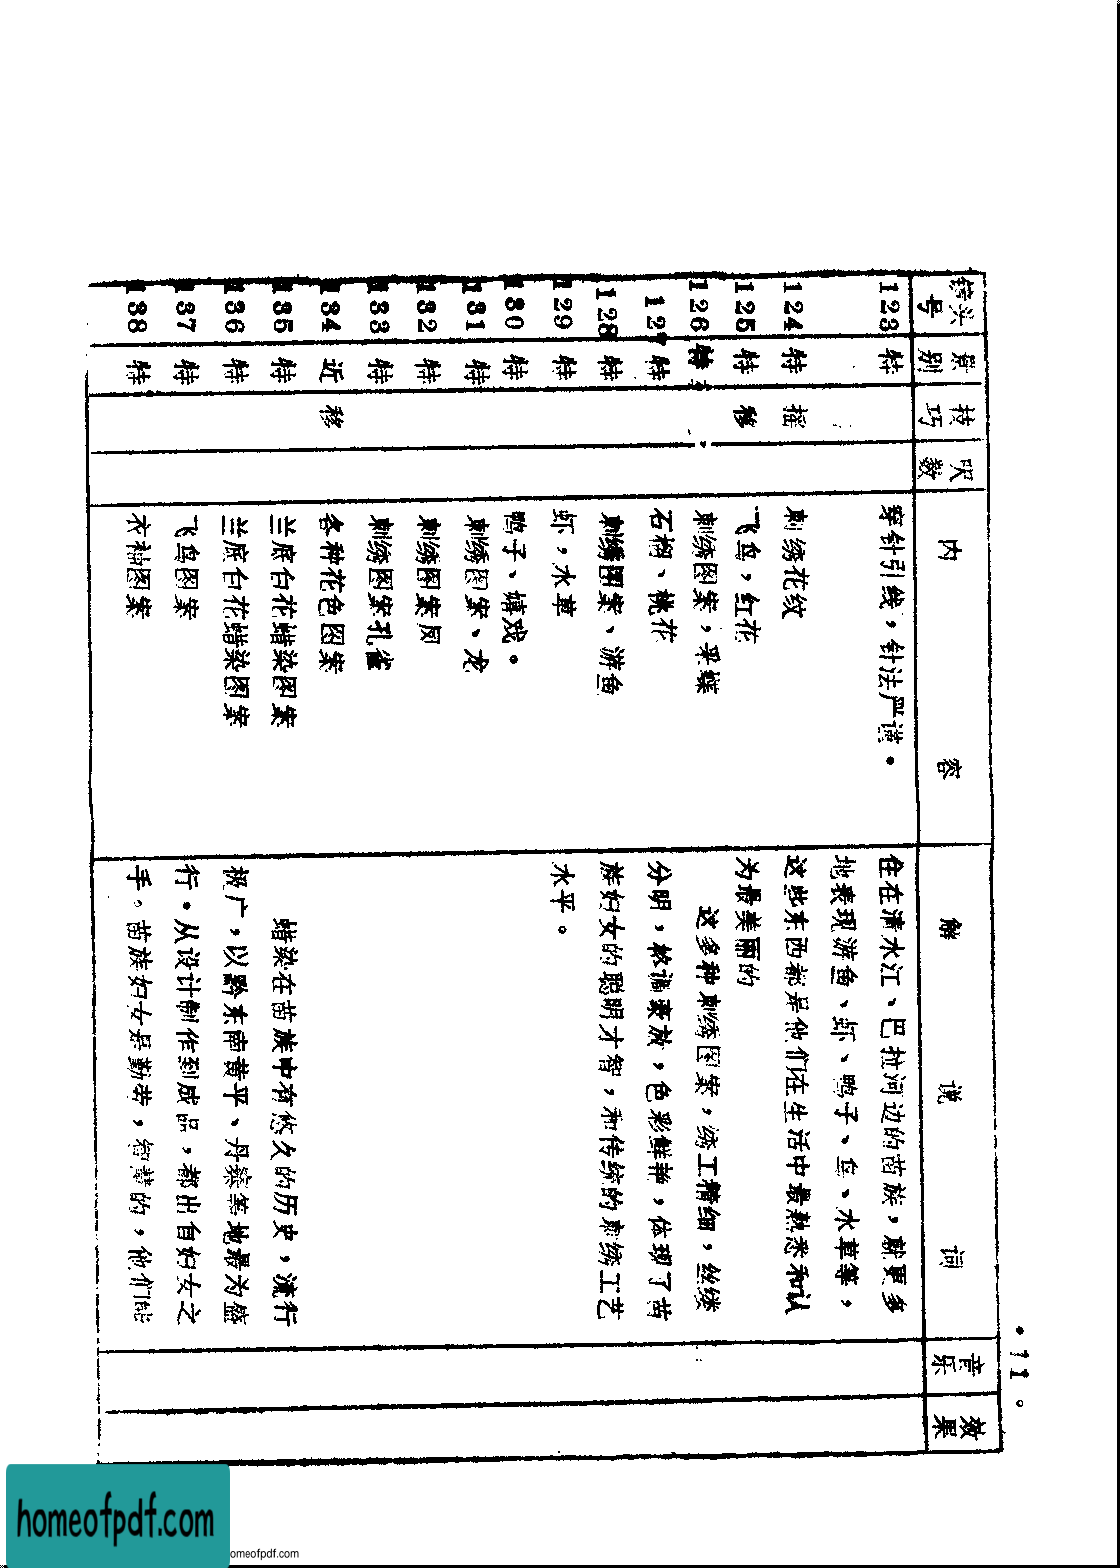 镜头号 景别 技巧 呎数 内容 解说词 音乐 效果
123 特 穿针引线，针法严谨。 住在清水江、巴拉河边的苗族，就更多
地表现游鱼、虾、鸭子、鸟、水草等，
124 特 摇 刺绣花纹 这些东西都是他们在生活中最熟悉和认
125 特 移 飞鸟，红花 为最美丽的
126 特 刺绣图案，采蝶 这多种刺绣图案，绣工精细，丝缕
127 特 石榴、桃花 分明，格调豪放，色彩鲜艳，体现了苗
128 特 刺绣图案、游鱼 族妇女的聪明才智，和传统的刺绣工艺
129 特 虾，水草 水平。
130 特 鸭子、嬉戏。
131 特 刺绣图案、龙
132 特 刺绣图案凤
133 特 刺绣图案孔雀
134 近 移 各种花色图案
135 特 兰底白花蜡染图案 蜡染在苗族中有悠久的历史，流行
136 特 兰底白花蜡染图案 极广，以黔东南黄平、丹寨等地最为盛
137 特 飞鸟图案 行。从设计制作到成品，都出自妇女之
138 特 衣袖图案 手。苗族妇女是勤劳，智慧的，他们能
·11。
homeofpdf.com
omeofpdf.com